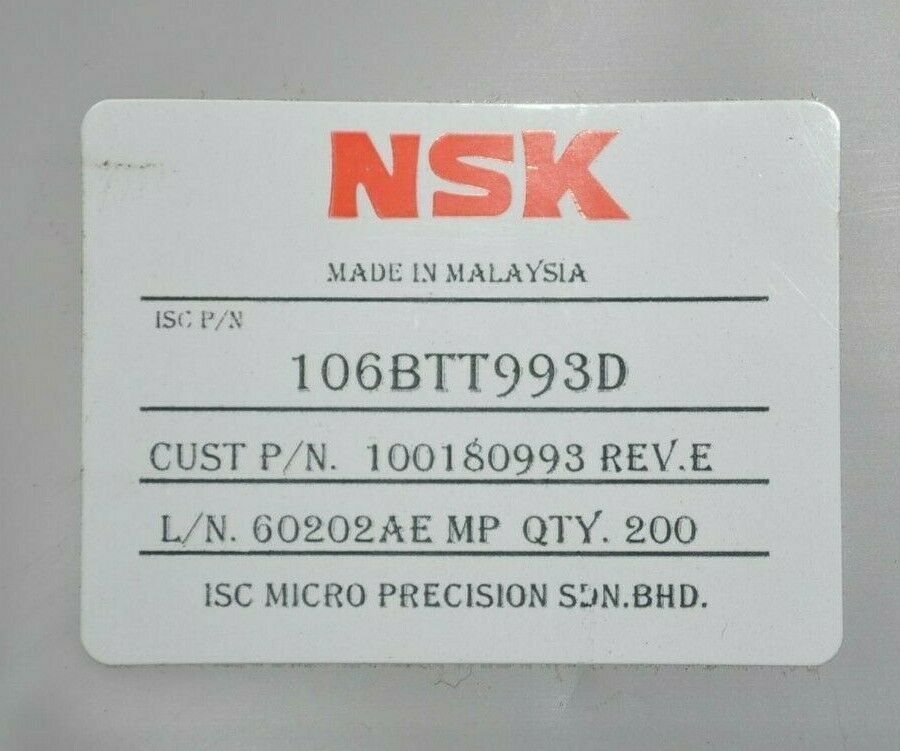 NSK
MADE IN MALAYSIA
ISC P/N
106BTT993D
CUST P/N. 100180993 REV.E
L/N. 60202AE MP QTY. 200
ISC MICRO PRECISION SDN.BHD.